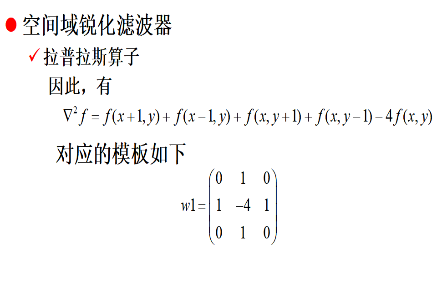 空间域锐化滤波器
拉普拉斯算子
因此，有
∇²f = f(x+1,y)+f(x−1,y)+f(x,y+1)+f(x,y−1)−4f(x,y)
对应的模板如下
0 1 0
w1= 1 −4 1
0 1 0